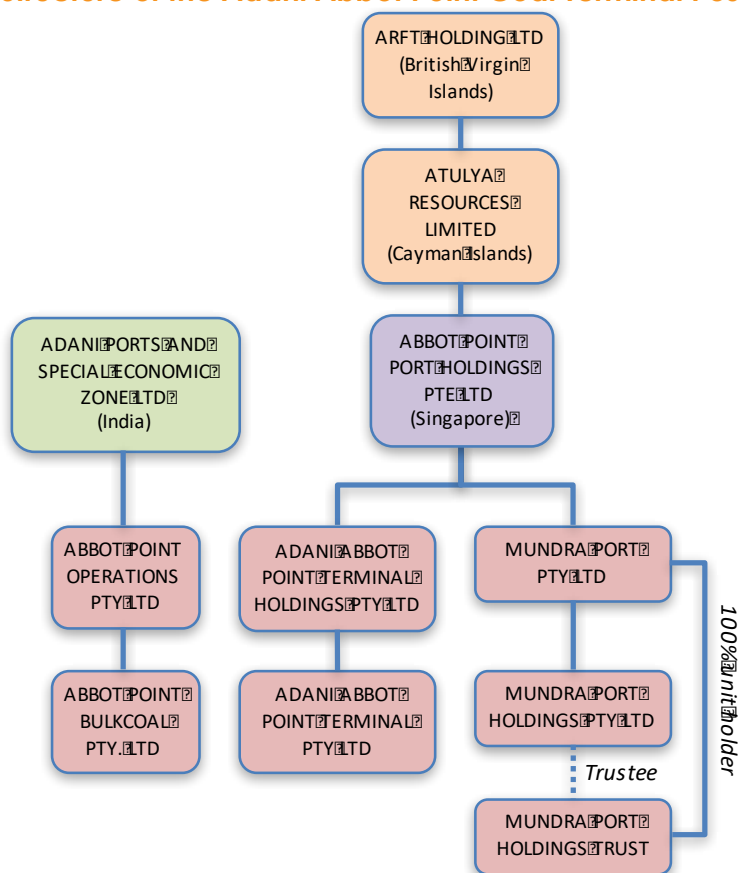 ARFT HOLDING LTD
(British Virgin
Islands)
ATULYA
RESOURCES
LIMITED
(Cayman Islands)
ADANI PORTS AND
SPECIAL ECONOMIC
ZONE LTD
(India)
ABBOT POINT
PORT HOLDINGS
PTE LTD
(Singapore)
ABBOT POINT
OPERATIONS
PTY LTD
ADANI ABBOT
POINT TERMINAL
HOLDINGS PTY LTD
MUNDRA PORT
PTY LTD
100% unit holder
ABBOT POINT
BULKCOAL
PTY. LTD
ADANI ABBOT
POINT TERMINAL
PTY LTD
MUNDRA PORT
HOLDINGS PTY LTD
Trustee
MUNDRA PORT
HOLDINGS TRUST